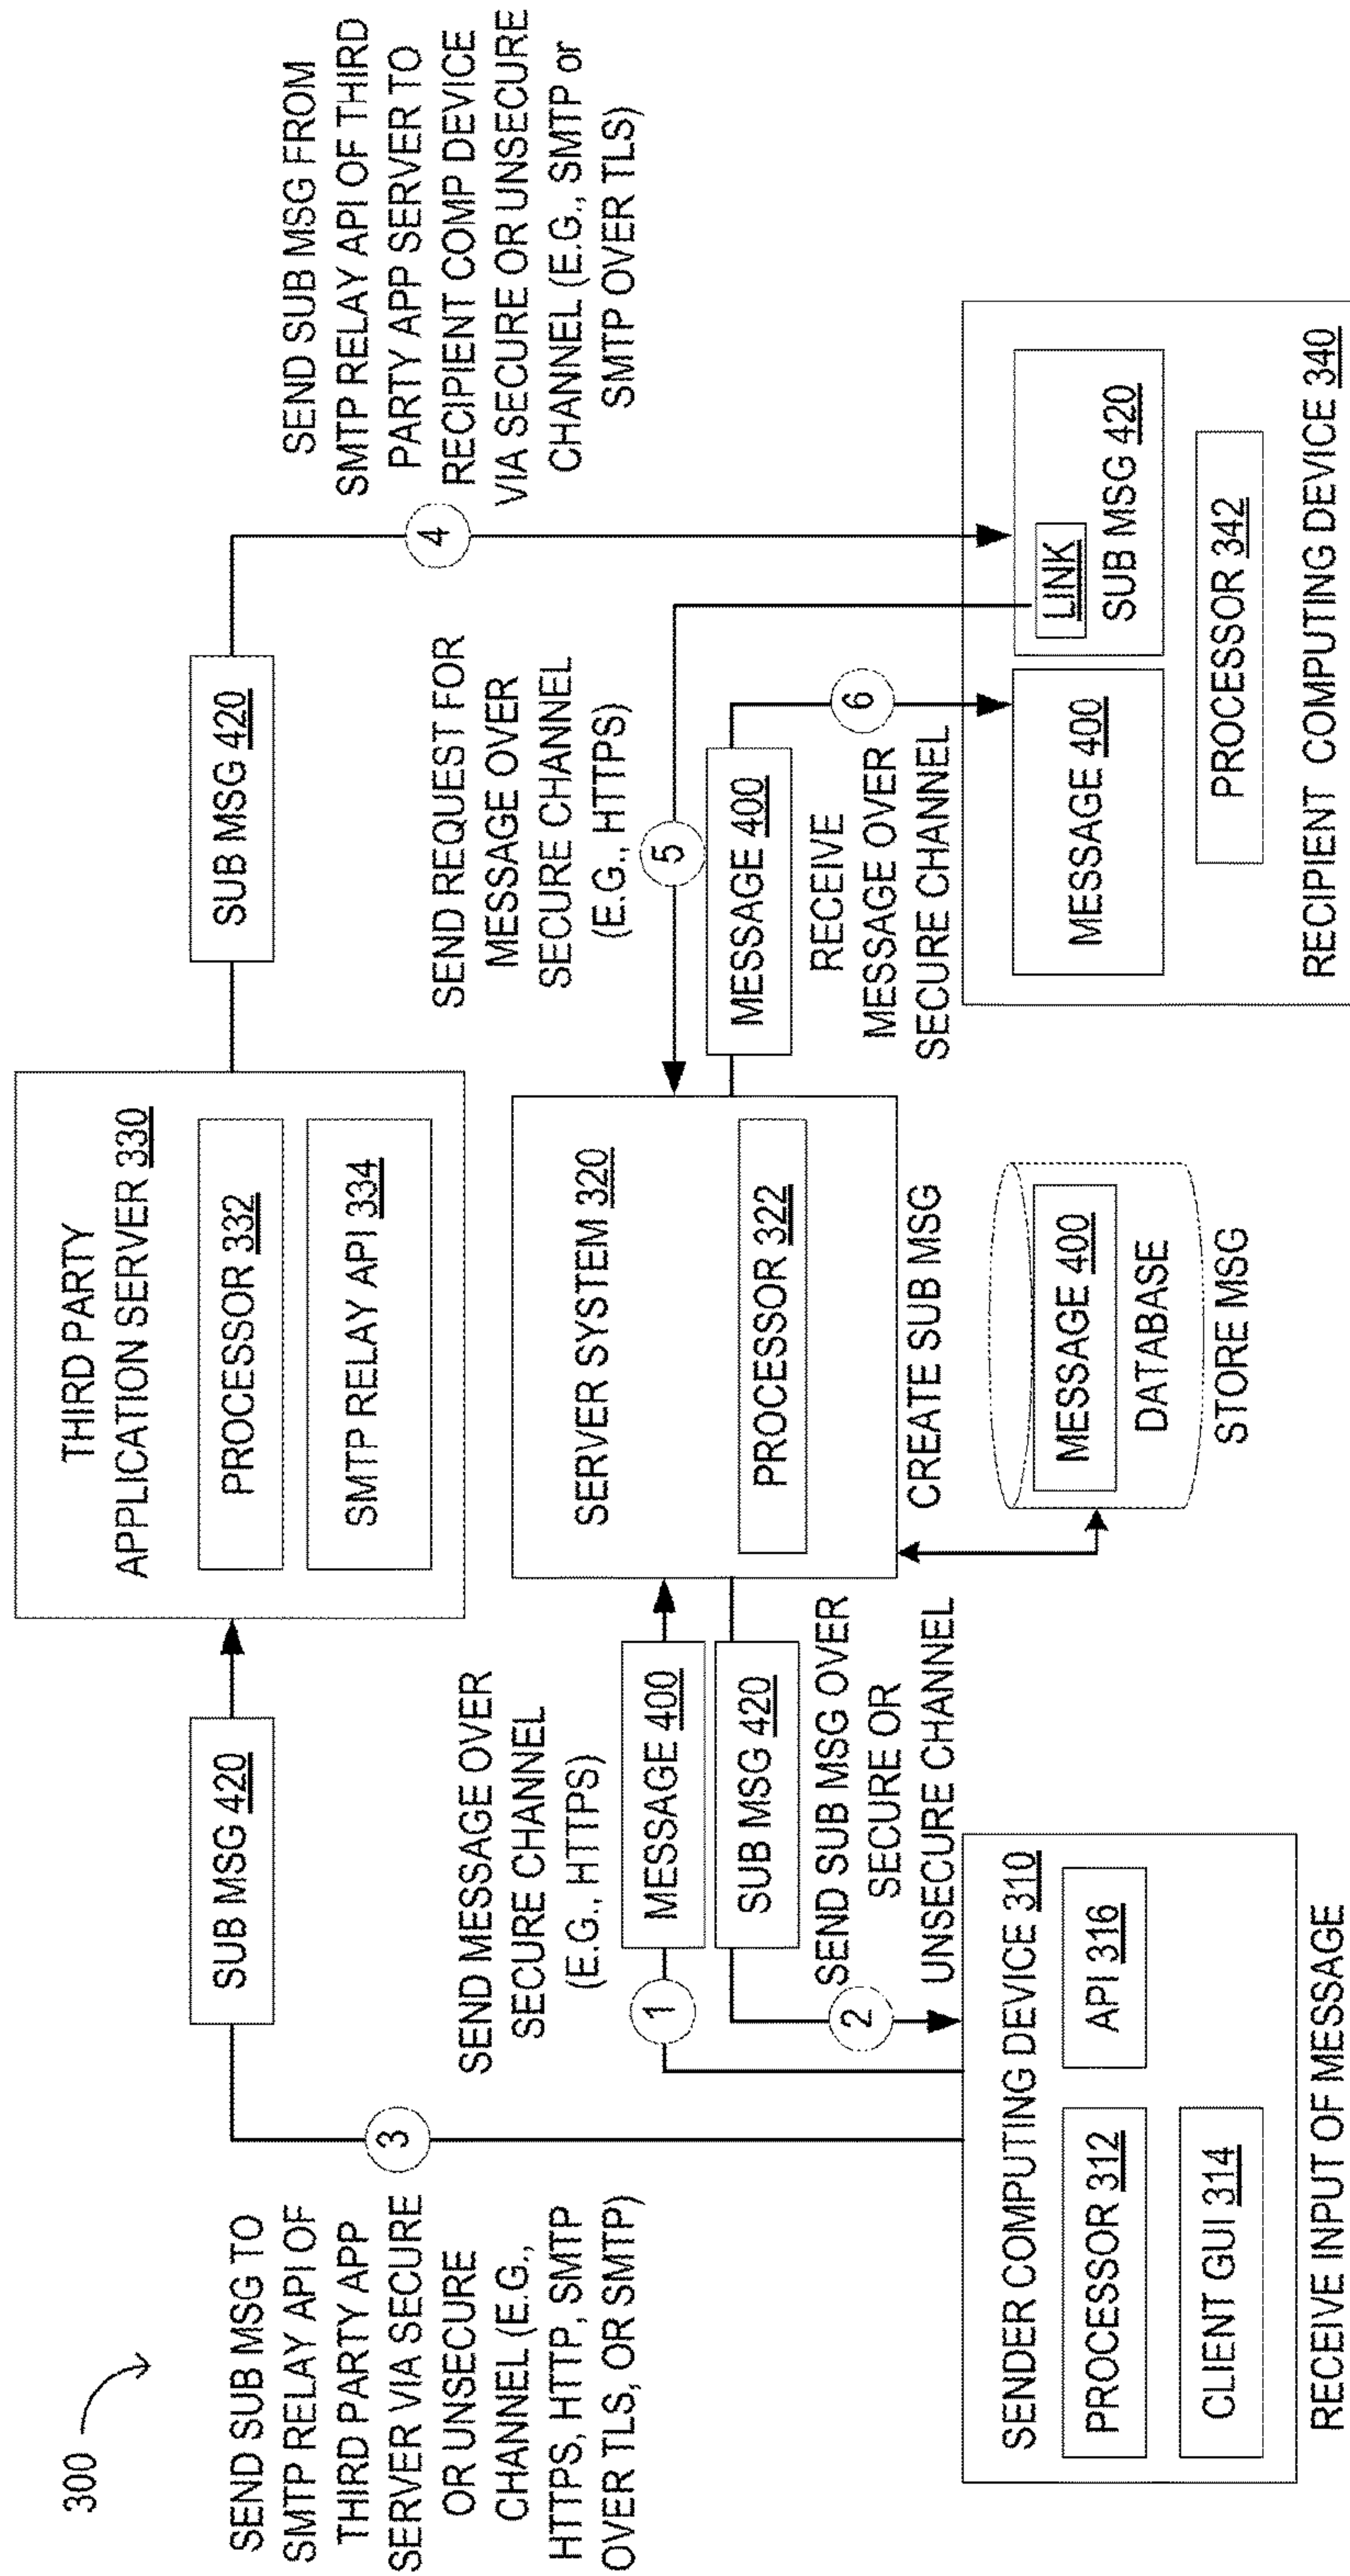 300
SEND SUB MSG TO
SMTP RELAY API OF
THIRD PARTY APP
SERVER VIA SECURE
OR UNSECURE
CHANNEL (E.G.,
HTTPS, HTTP, SMTP
OVER TLS, OR SMTP)
3
SUB MSG 420
THIRD PARTY
APPLICATION SERVER 330
PROCESSOR 332
SMTP RELAY API 334
SUB MSG 420
4
SEND SUB MSG FROM
SMTP RELAY API OF THIRD
PARTY APP SERVER TO
RECIPIENT COMP DEVICE
VIA SECURE OR UNSECURE
CHANNEL (E.G., SMTP or
SMTP OVER TLS)
SEND MESSAGE OVER
SECURE CHANNEL
(E.G., HTTPS)
1
MESSAGE 400
SUB MSG 420
2
SEND SUB MSG OVER
SECURE OR
UNSECURE CHANNEL
SERVER SYSTEM 320
PROCESSOR 322
CREATE SUB MSG
MESSAGE 400
DATABASE
STORE MSG
SEND REQUEST FOR
MESSAGE OVER
SECURE CHANNEL
(E.G., HTTPS)
5
MESSAGE 400
6
RECEIVE
MESSAGE OVER
SECURE CHANNEL
SENDER COMPUTING DEVICE 310
PROCESSOR 312
API 316
CLIENT GUI 314
RECEIVE INPUT OF MESSAGE
MESSAGE 400
LINK
SUB MSG 420
PROCESSOR 342
RECIPIENT COMPUTING DEVICE 340